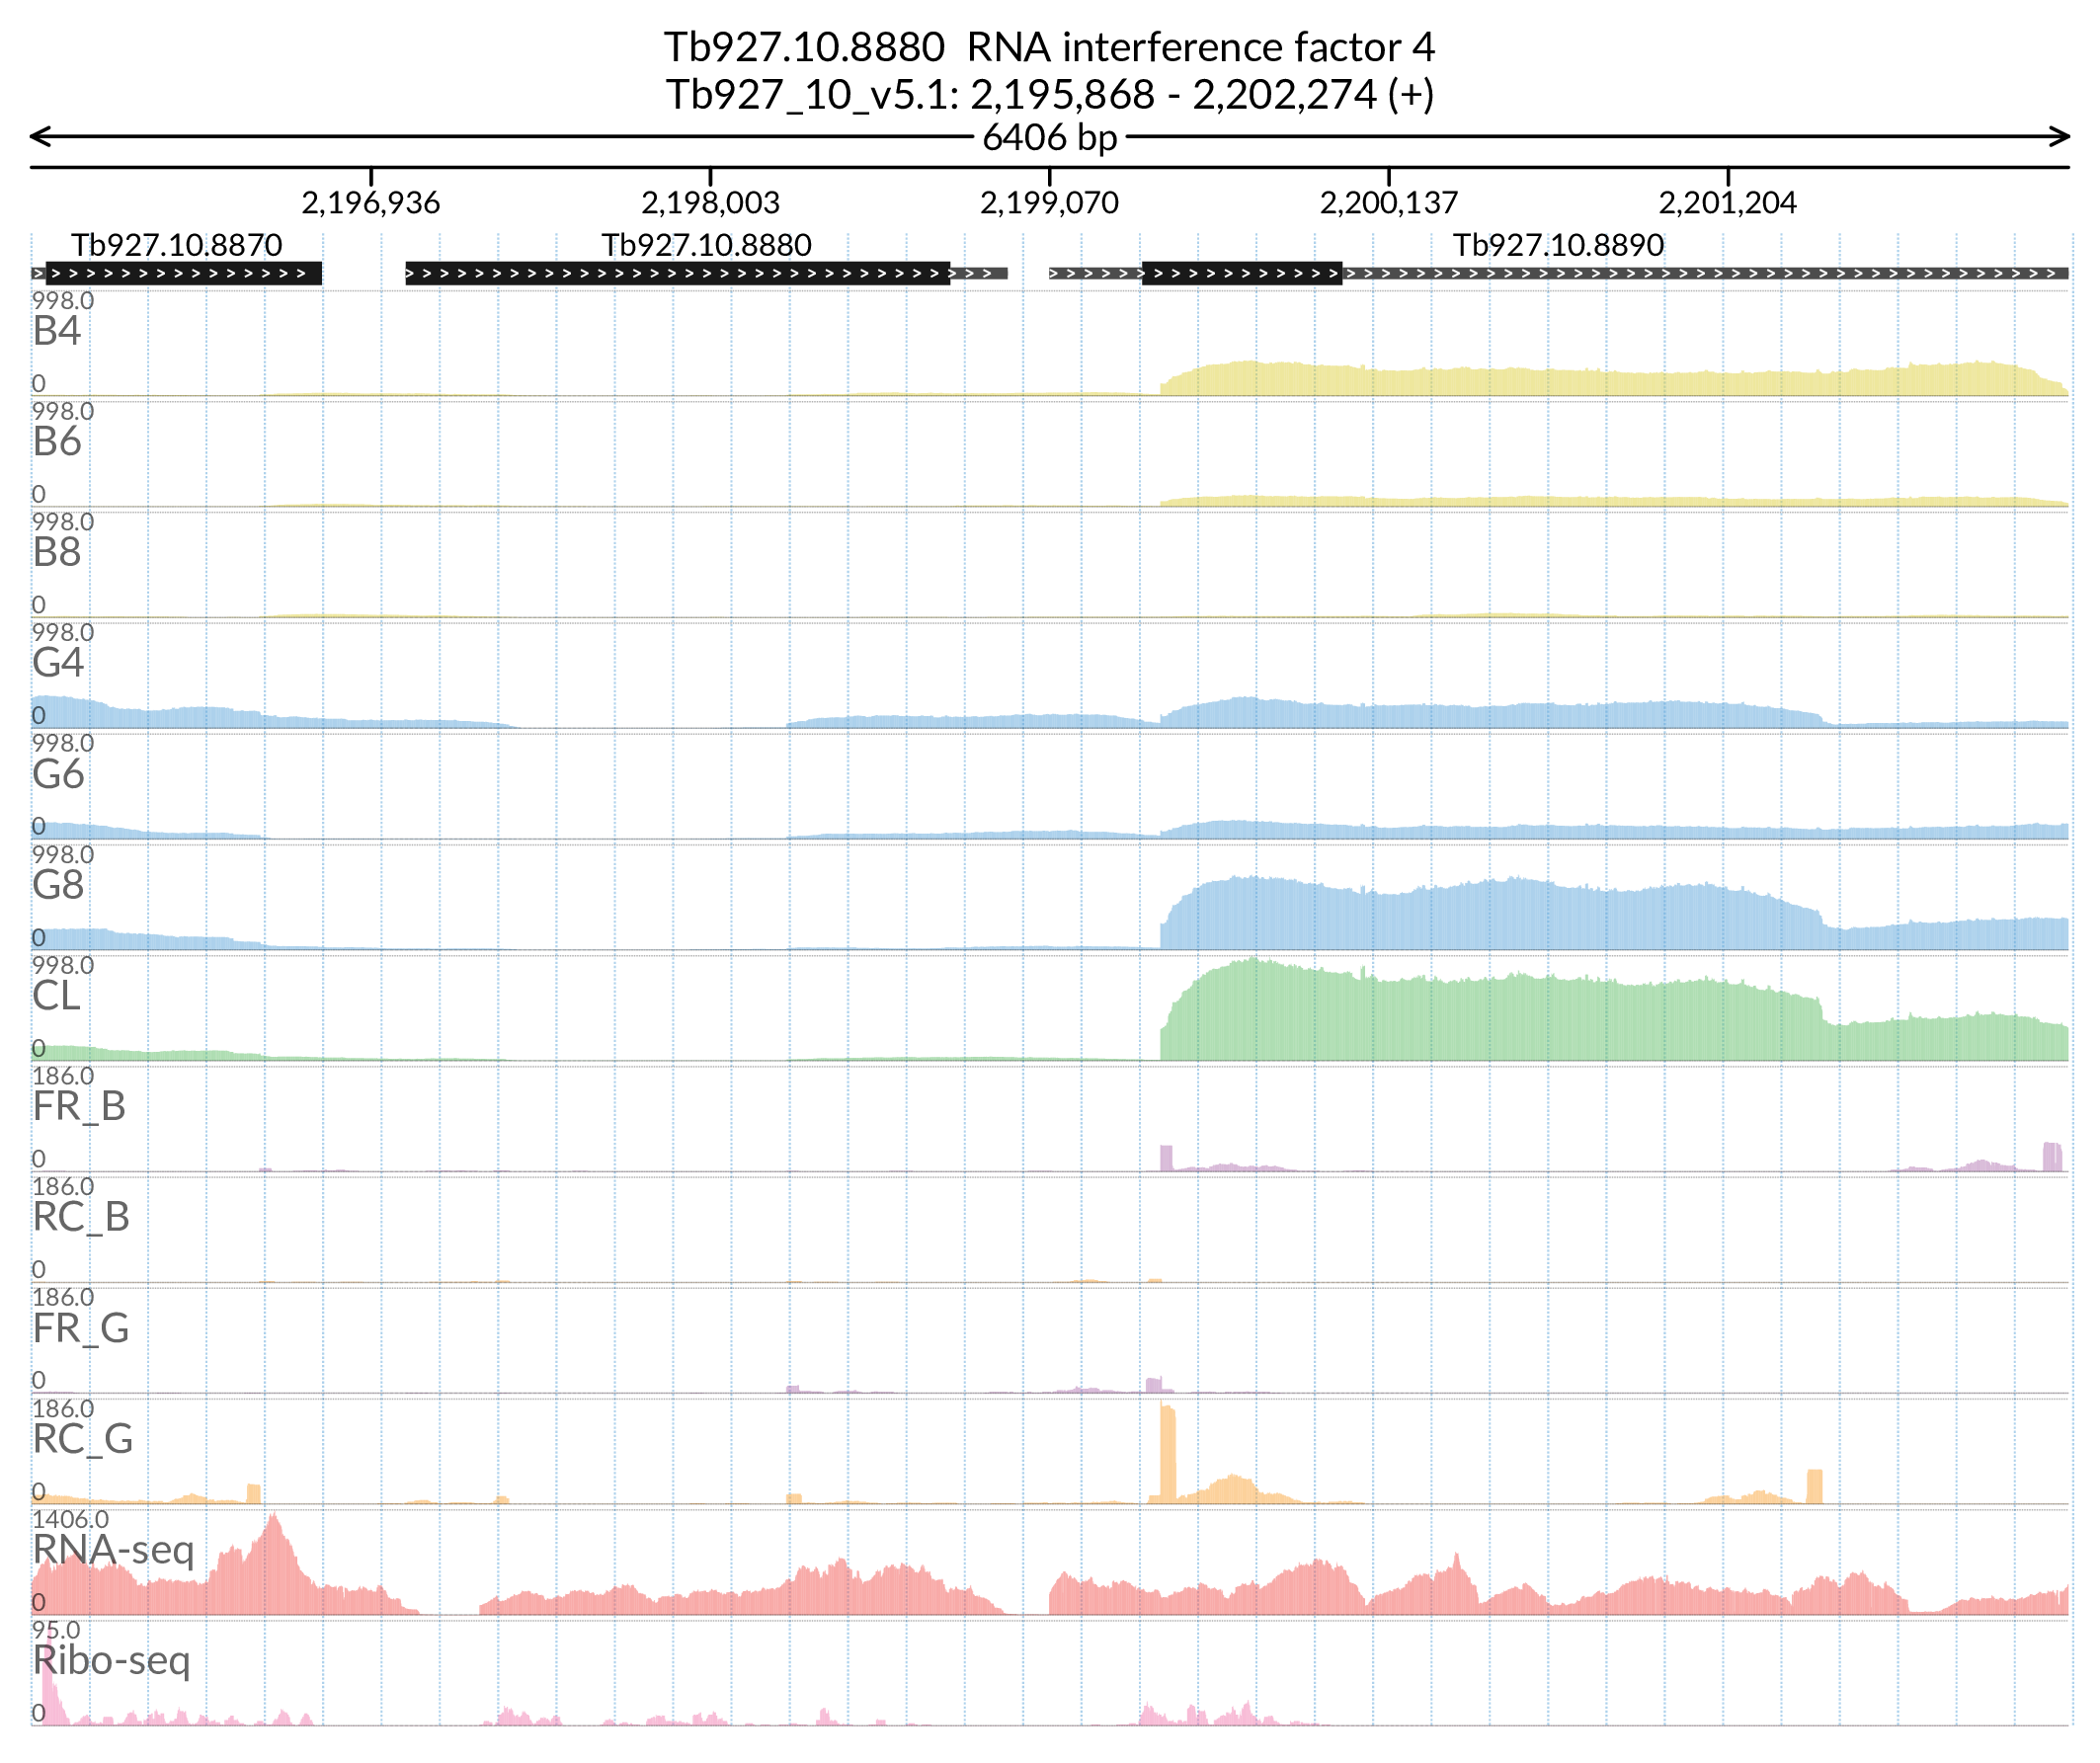 Tb927.10.8880  RNA interference factor 4
Tb927_10_v5.1: 2,195,868 - 2,202,274 (+)
6406 bp
2,196,936 2,198,003 2,199,070 2,200,137 2,201,204
Tb927.10.8870 Tb927.10.8880 Tb927.10.8890
998.0
B4
0
998.0
B6
0
998.0
B8
0
998.0
G4
0
998.0
G6
0
998.0
G8
0
998.0
CL
0
186.0
FR_B
0
186.0
RC_B
0
186.0
FR_G
0
186.0
RC_G
0
1406.0
RNA-seq
0
95.0
Ribo-seq
0